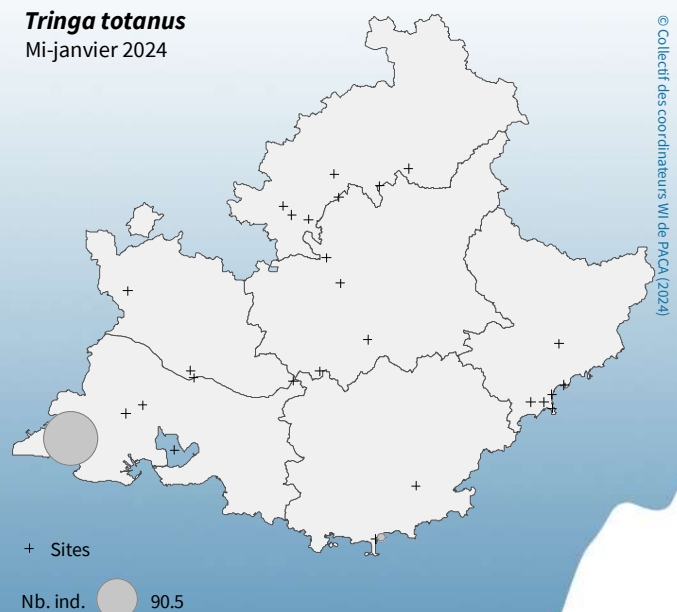 Tringa totanus
Mi-janvier 2024
© Collectif des coordinateurs WI de PACA (2024)
+ Sites
Nb. ind. 90.5